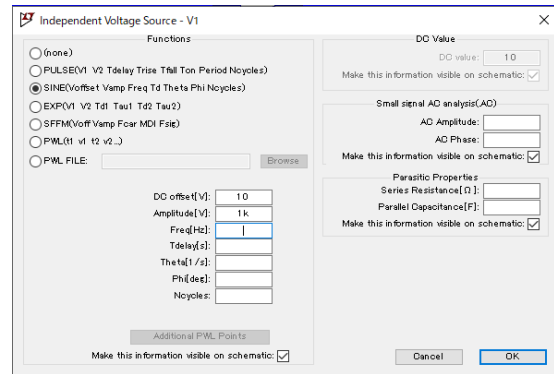 Independent Voltage Source - V1
Functions
(none)
PULSE(V1 V2 Tdelay Trise Tfall Ton Period Ncycles)
SINE(Voffset Vamp Freq Td Theta Phi Ncycles)
EXP(V1 V2 Td1 Tau1 Td2 Tau2)
SFFM(Voff Vamp Fcar MDI Fsig)
PWL(t1 v1 t2 v2...)
PWL FILE: Browse
DC offset[V]: 10
Amplitude[V]: 1k
Freq[Hz]:
Tdelay[s]:
Theta[1/s]:
Phi[deg]:
Ncycles:
Additional PWL Points
Make this information visible on schematic:
DC Value
DC value: 10
Make this information visible on schematic:
Small signal AC analysis(.AC)
AC Amplitude:
AC Phase:
Make this information visible on schematic:
Parasitic Properties
Series Resistance[Ω]:
Parallel Capacitance[F]:
Make this information visible on schematic:
Cancel OK